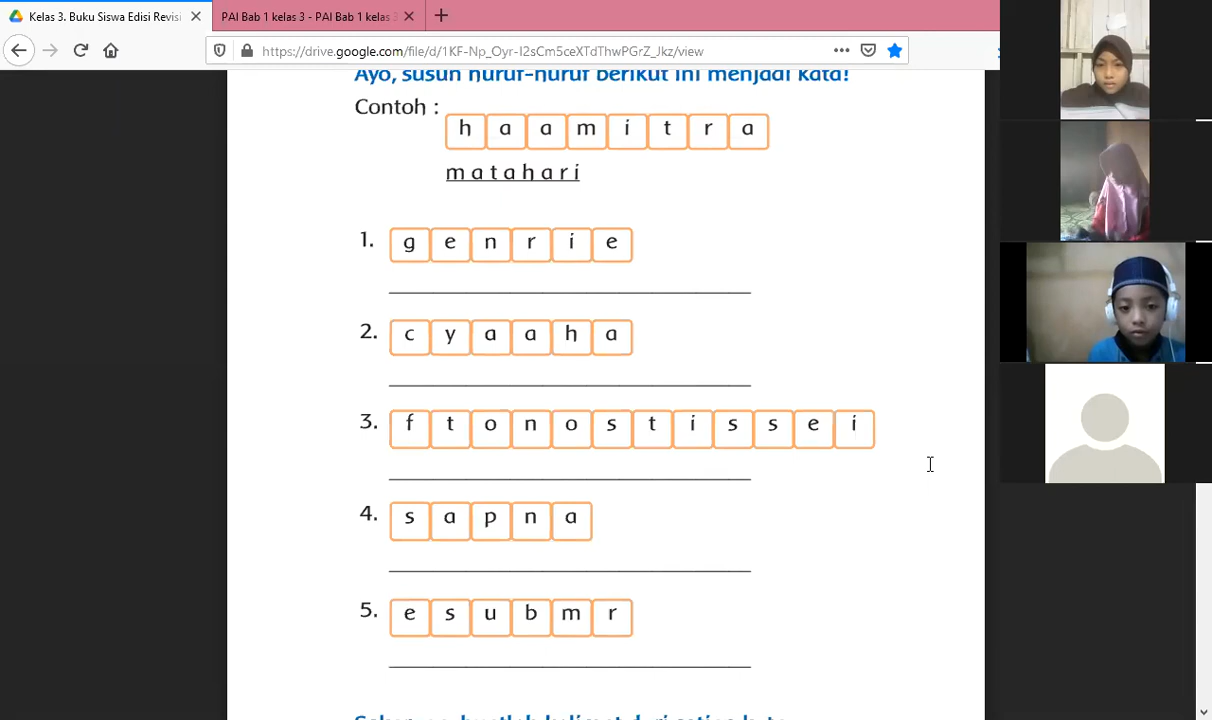 Kelas 3. Buku Siswa Edisi Revisi
PAI Bab 1 kelas 3 - PAI Bab 1 kelas 3
https://drive.google.com/file/d/1KF-Np_Oyr-I2sCm5ceXTdThwPGrZ_Jkz/view
Ayo, susun huruf-huruf berikut ini menjadi kata!
Contoh :
h a a m i t r a
m a t a h a r i
1. g e n r i e
2. c y a a h a
3. f t o n o s t i s s e i
4. s a p n a
5. e s u b m r